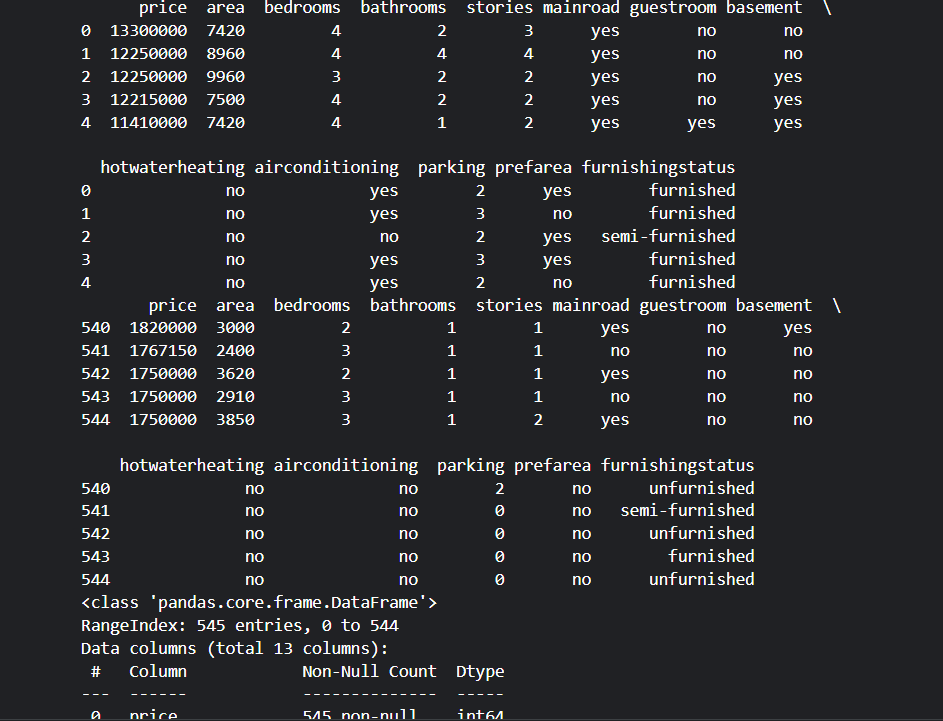 price  area  bedrooms  bathrooms  stories mainroad guestroom basement  \
0  13300000  7420         4          2        3      yes        no       no
1  12250000  8960         4          4        4      yes        no       no
2  12250000  9960         3          2        2      yes        no      yes
3  12215000  7500         4          2        2      yes        no      yes
4  11410000  7420         4          1        2      yes       yes      yes

  hotwaterheating airconditioning  parking prefarea furnishingstatus
0              no             yes        2      yes        furnished
1              no             yes        3       no        furnished
2              no              no        2      yes   semi-furnished
3              no             yes        3      yes        furnished
4              no             yes        2       no        furnished
       price  area  bedrooms  bathrooms  stories mainroad guestroom basement  \
540  1820000  3000         2          1        1      yes        no      yes
541  1767150  2400         3          1        1       no        no       no
542  1750000  3620         2          1        1      yes        no       no
543  1750000  2910         3          1        1       no        no       no
544  1750000  3850         3          1        2      yes        no       no

    hotwaterheating airconditioning  parking prefarea furnishingstatus
540              no              no        2       no      unfurnished
541              no              no        0       no   semi-furnished
542              no              no        0       no      unfurnished
543              no              no        0       no        furnished
544              no              no        0       no      unfurnished
<class 'pandas.core.frame.DataFrame'>
RangeIndex: 545 entries, 0 to 544
Data columns (total 13 columns):
 #   Column            Non-Null Count  Dtype
---  ------            --------------  -----
 0   price             545 non-null    int64